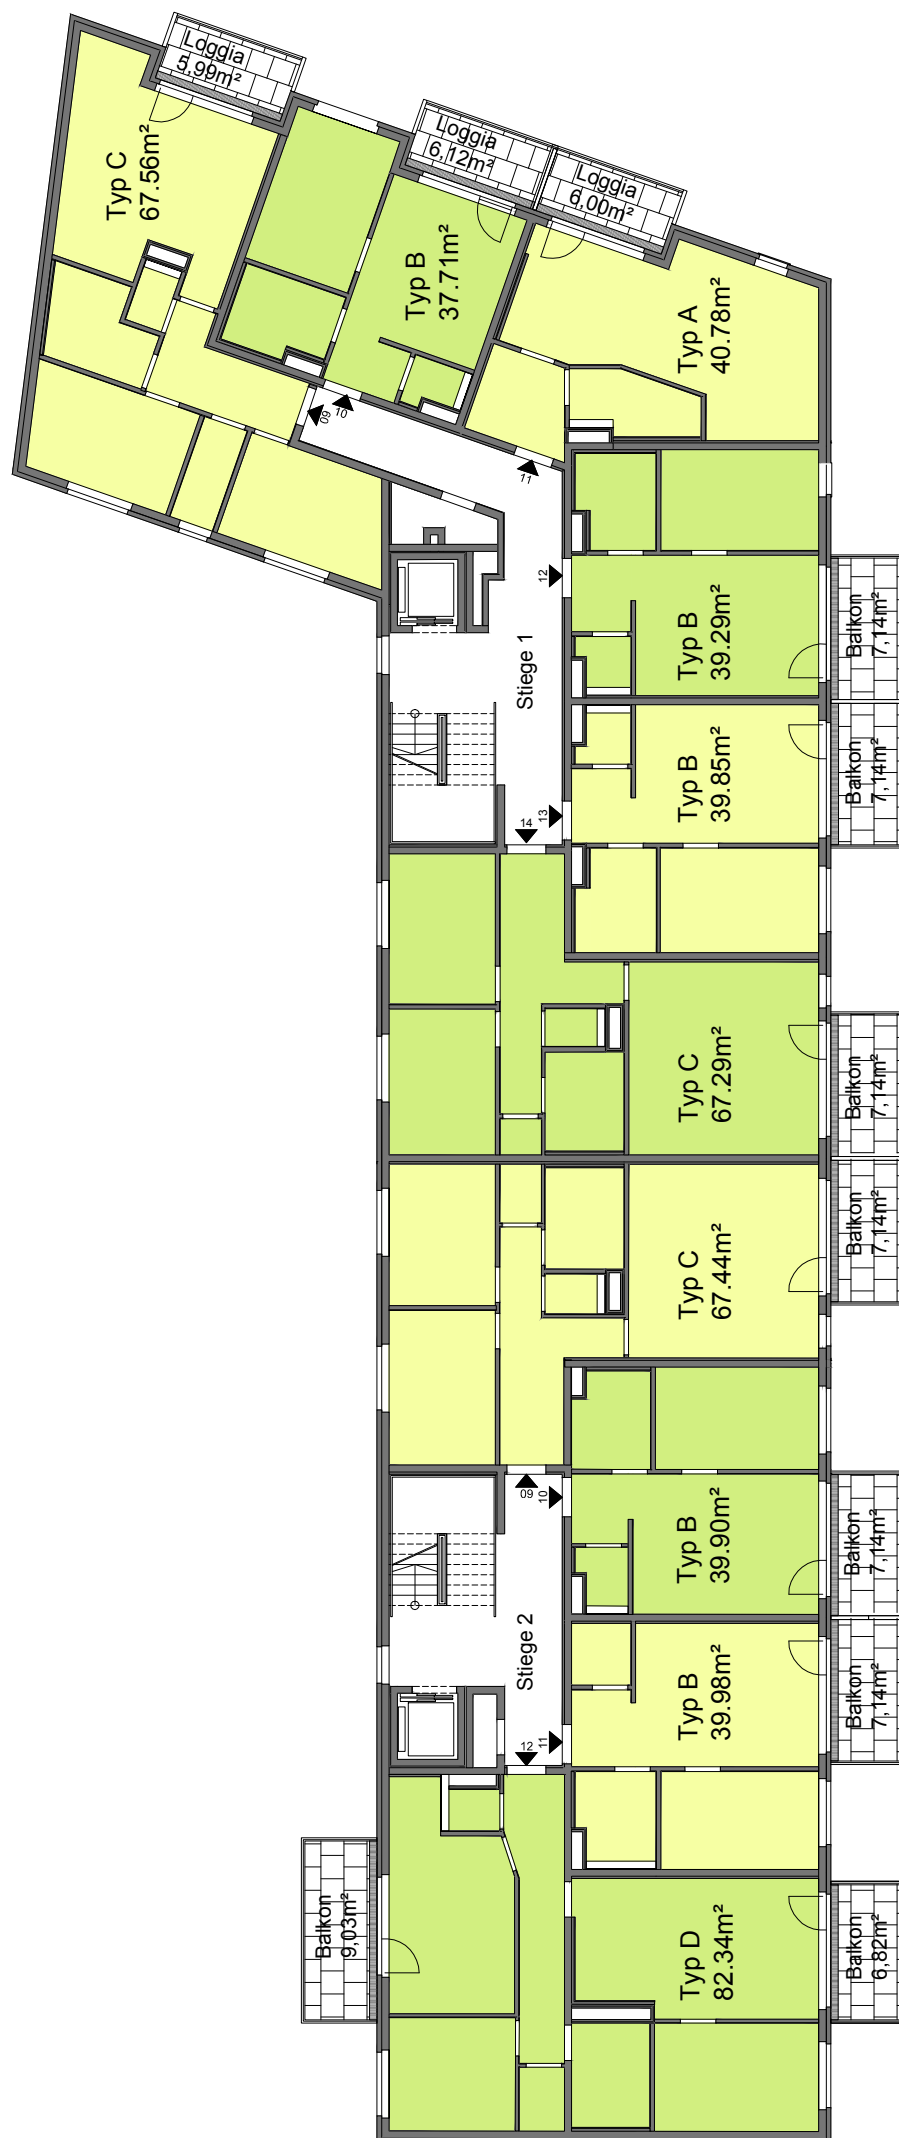 Loggia
5,99m²
Loggia
6,12m²
Loggia
6,00m²
Typ C
67.56m²
Typ B
37.71m²
Typ A
40.78m²
09
10
11
12
Typ B
39.29m²
Balkon
7,14m²
Stiege 1
Typ B
39.85m²
Balkon
7,14m²
13
14
Typ C
67.29m²
Balkon
7,14m²
Typ C
67.44m²
Balkon
7,14m²
09
10
Typ B
39.90m²
Balkon
7,14m²
Stiege 2
Typ B
39.98m²
Balkon
7,14m²
11
12
Balkon
9,03m²
Typ D
82.34m²
Balkon
6,82m²